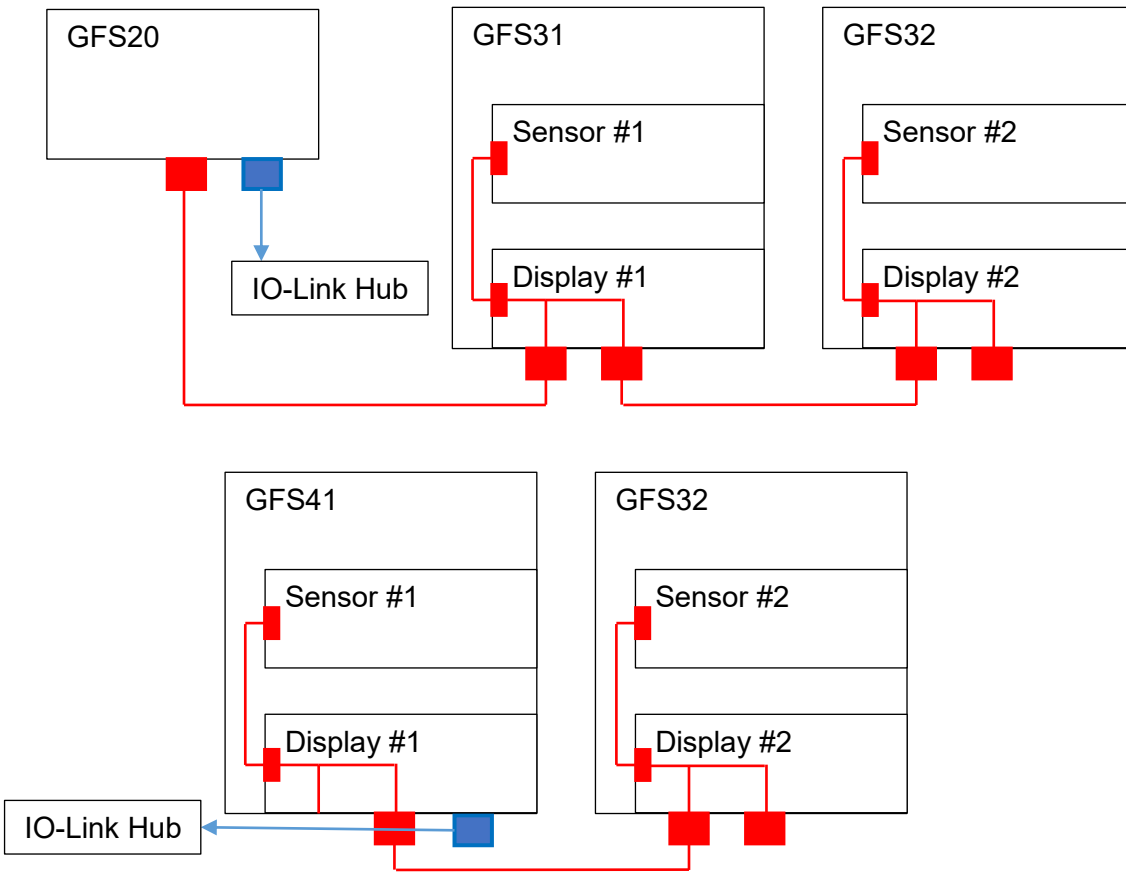 GFS20
GFS31
GFS32
Sensor #1
Sensor #2
IO-Link Hub
Display #1
Display #2
GFS41
GFS32
Sensor #1
Sensor #2
Display #1
Display #2
IO-Link Hub